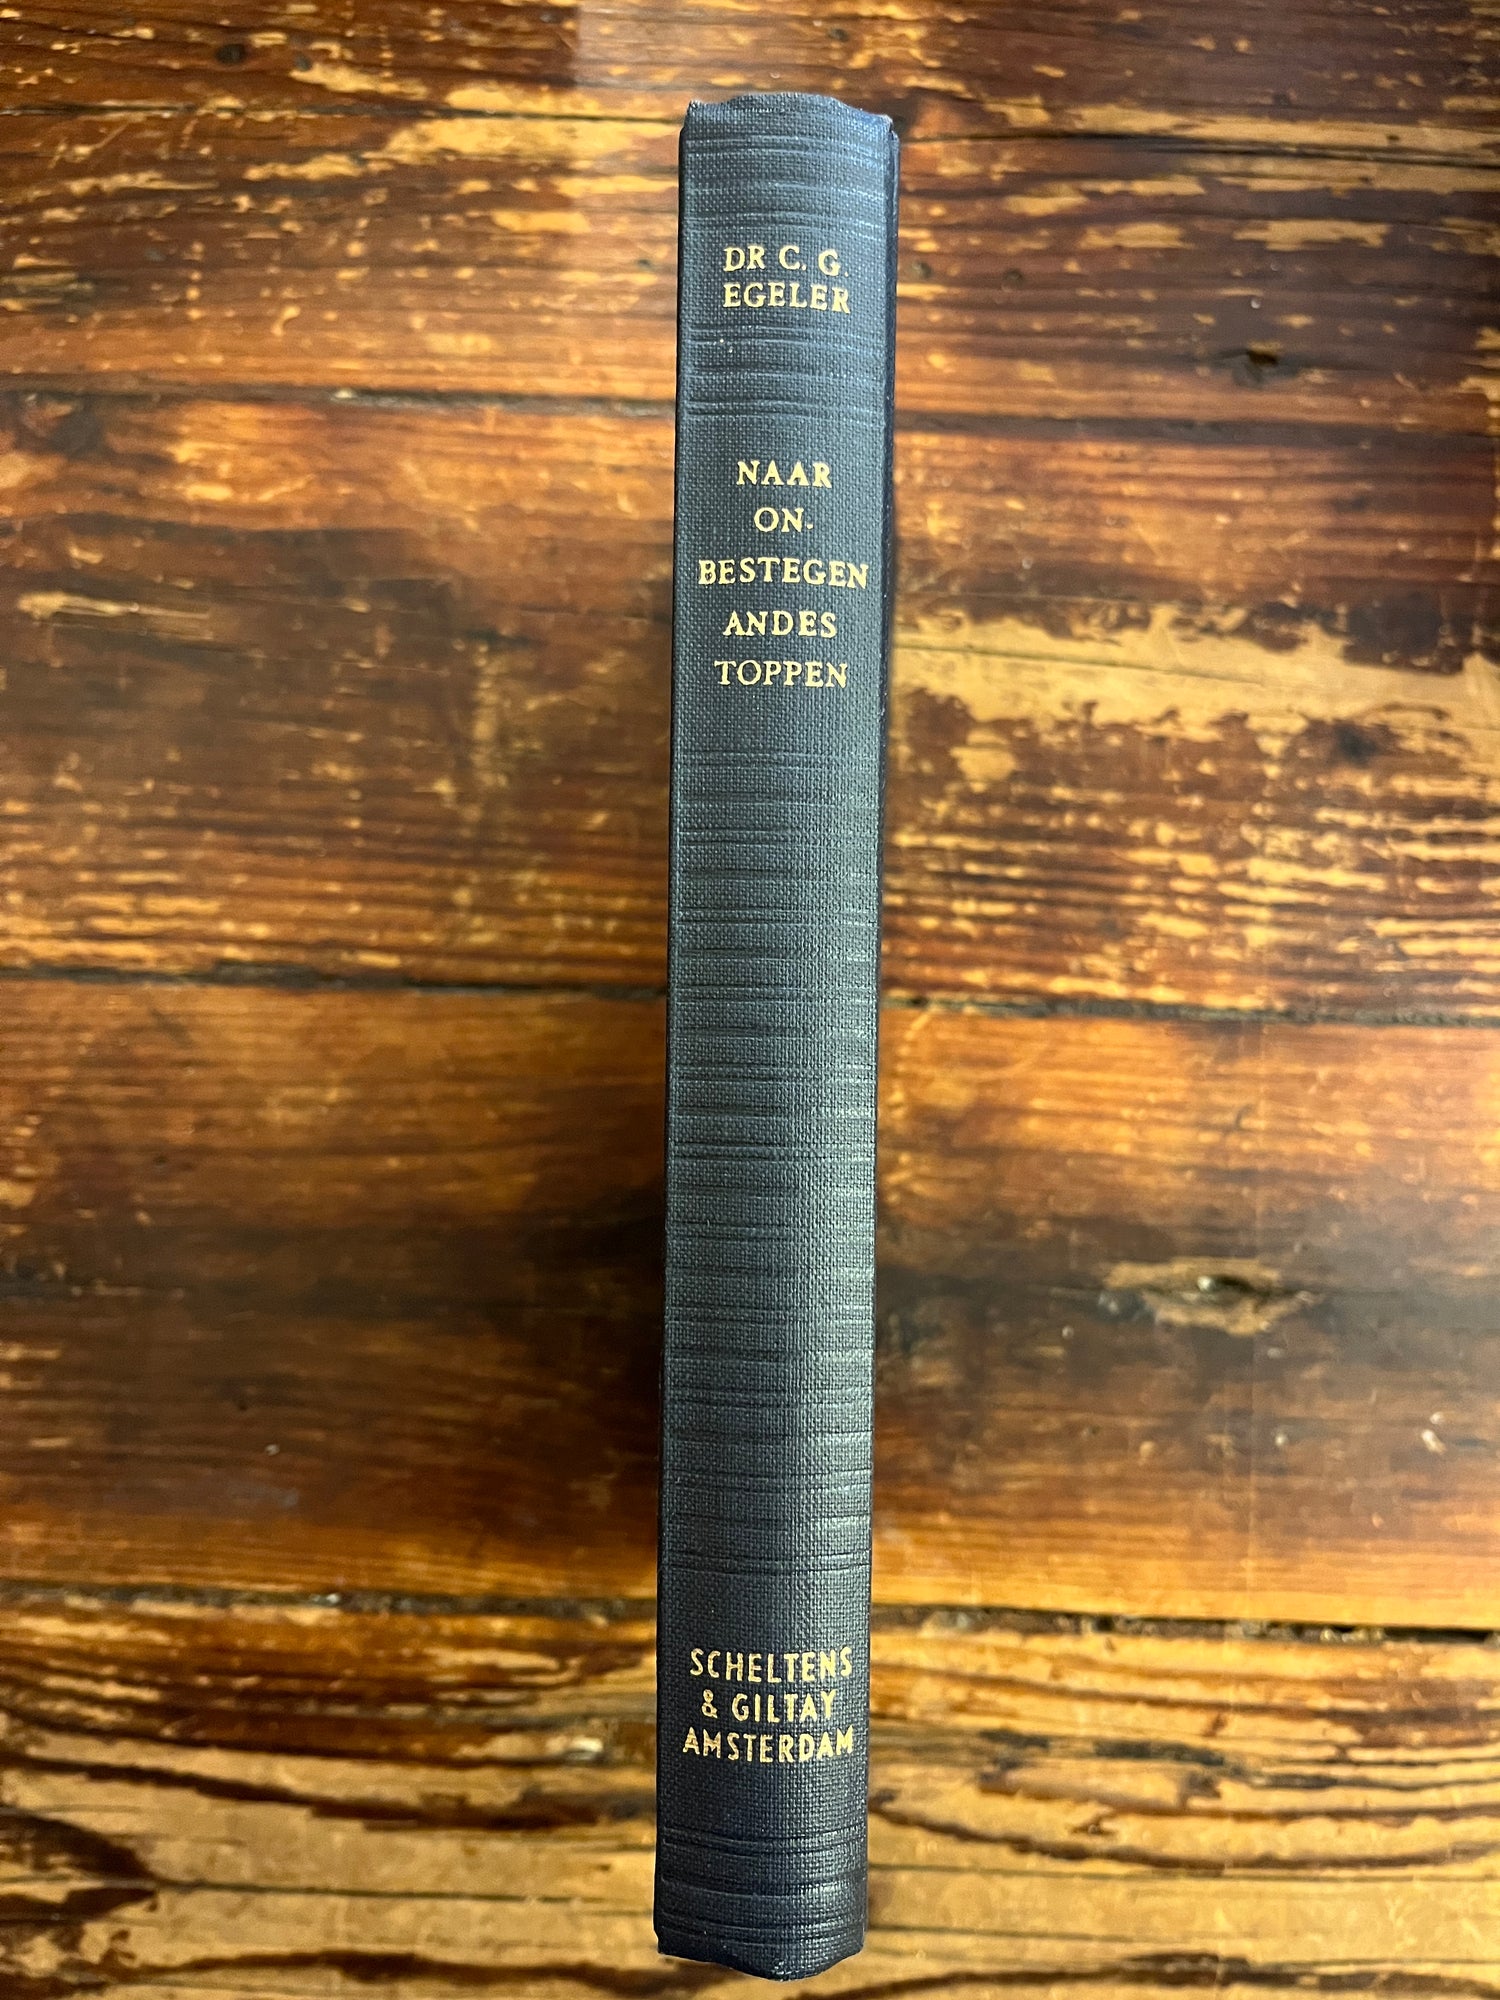 DR C. G.
EGELER
NAAR
ON-
BESTEGEN
ANDES
TOPPEN
SCHELTENS
& GILTAY
AMSTERDAM